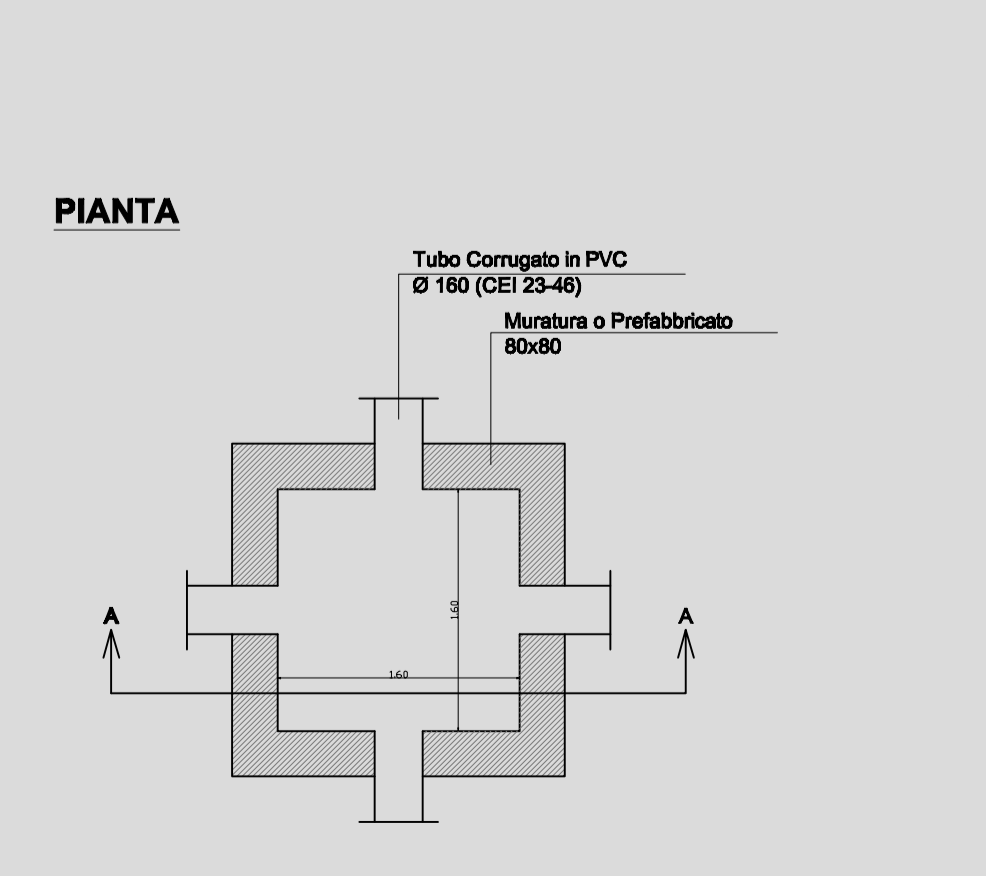 PIANTA
Tubo Corrugato in PVC
Ø 160 (CEI 23-46)
Muratura o Prefabbricato
80x80
A
A
1.60
1.60